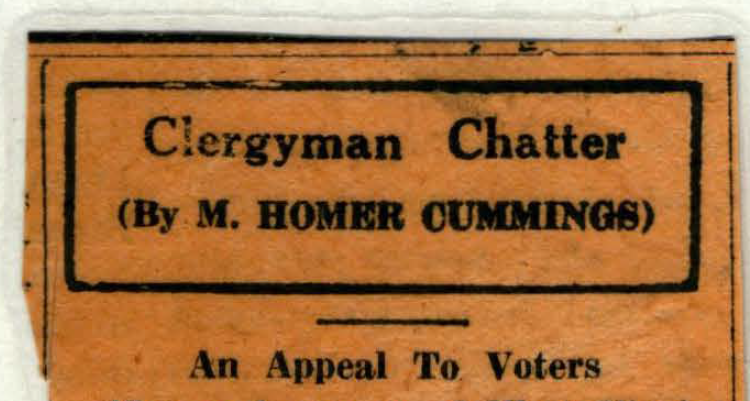 Clergyman Chatter
(By M. HOMER CUMMINGS)
An Appeal To Voters